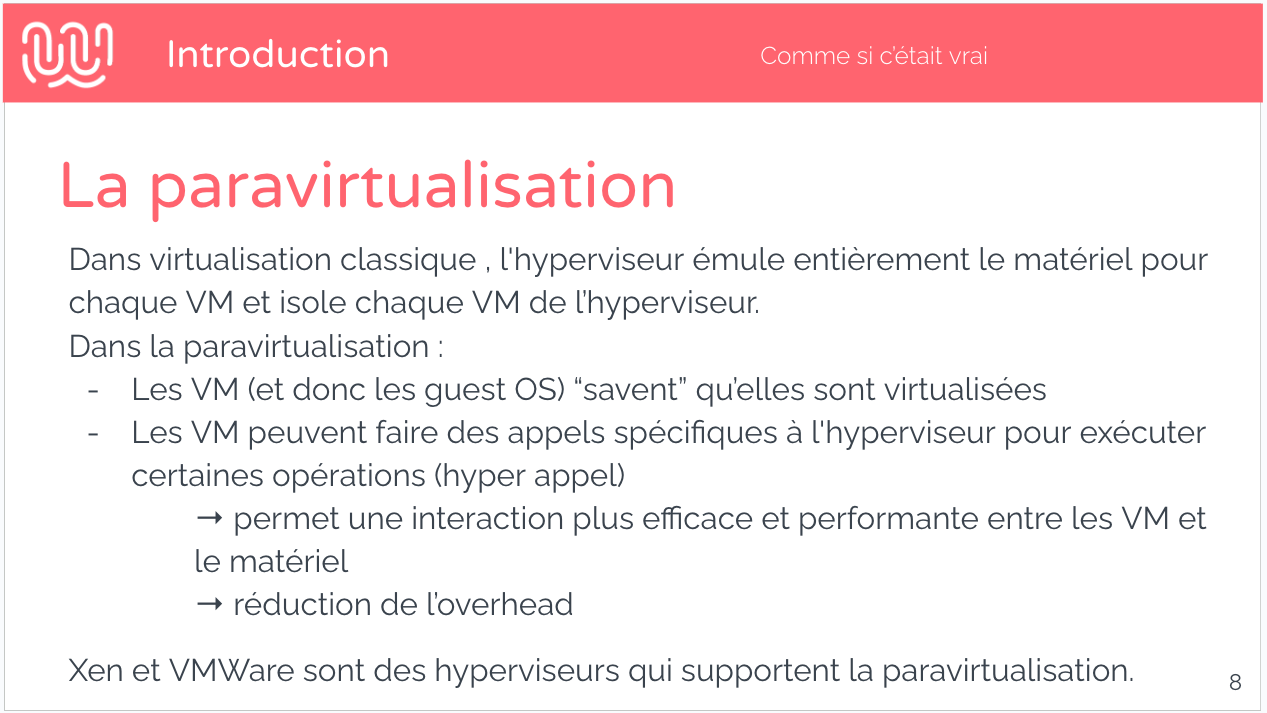 Introduction
Comme si c'était vrai
La paravirtualisation
Dans virtualisation classique , l'hyperviseur émule entièrement le matériel pour
chaque VM et isole chaque VM de l’hyperviseur.
Dans la paravirtualisation :
- Les VM (et donc les guest OS) “savent” qu’elles sont virtualisées
- Les VM peuvent faire des appels spécifiques à l'hyperviseur pour exécuter
certaines opérations (hyper appel)
→ permet une interaction plus efficace et performante entre les VM et
le matériel
→ réduction de l’overhead
Xen et VMWare sont des hyperviseurs qui supportent la paravirtualisation.
8